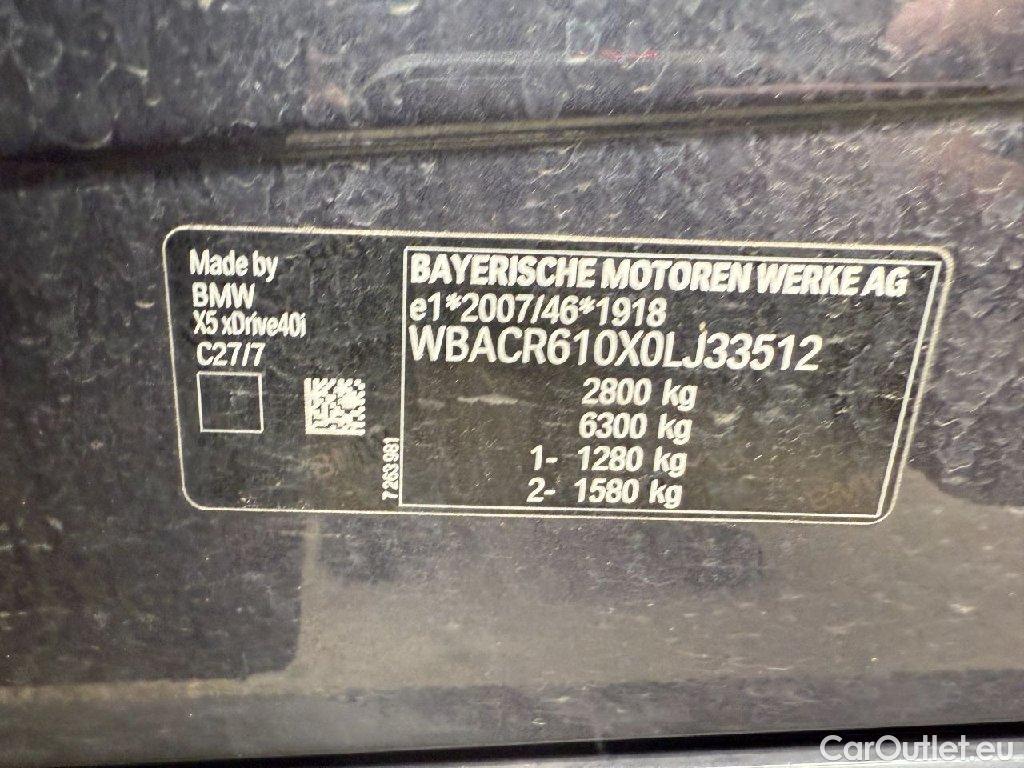 Made by
BMW
X5 xDrive40i
C27/7
7 263 981
BAYERISCHE MOTOREN WERKE AG
e1*2007/46*1918
WBACR610X0LJ33512
2800 kg
6300 kg
1- 1280 kg
2- 1580 kg
CarOutlet.eu